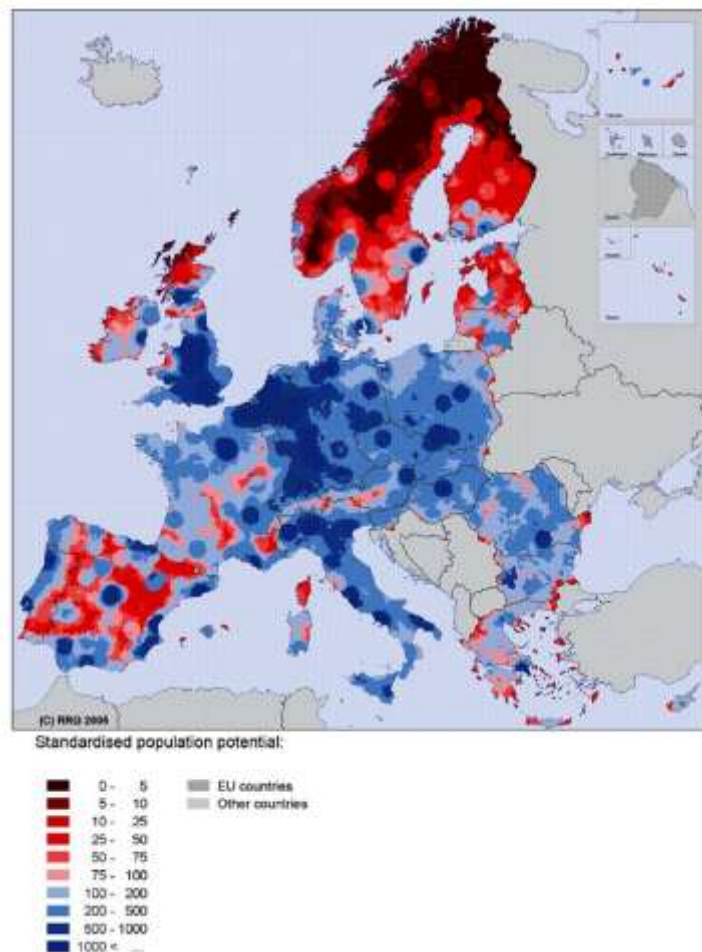 (C) RRG 2005
Standardised population potential:
0 - 5
5 - 10
10 - 25
25 - 50
50 - 75
75 - 100
100 - 200
200 - 500
500 - 1000
1000 <
EU countries
Other countries